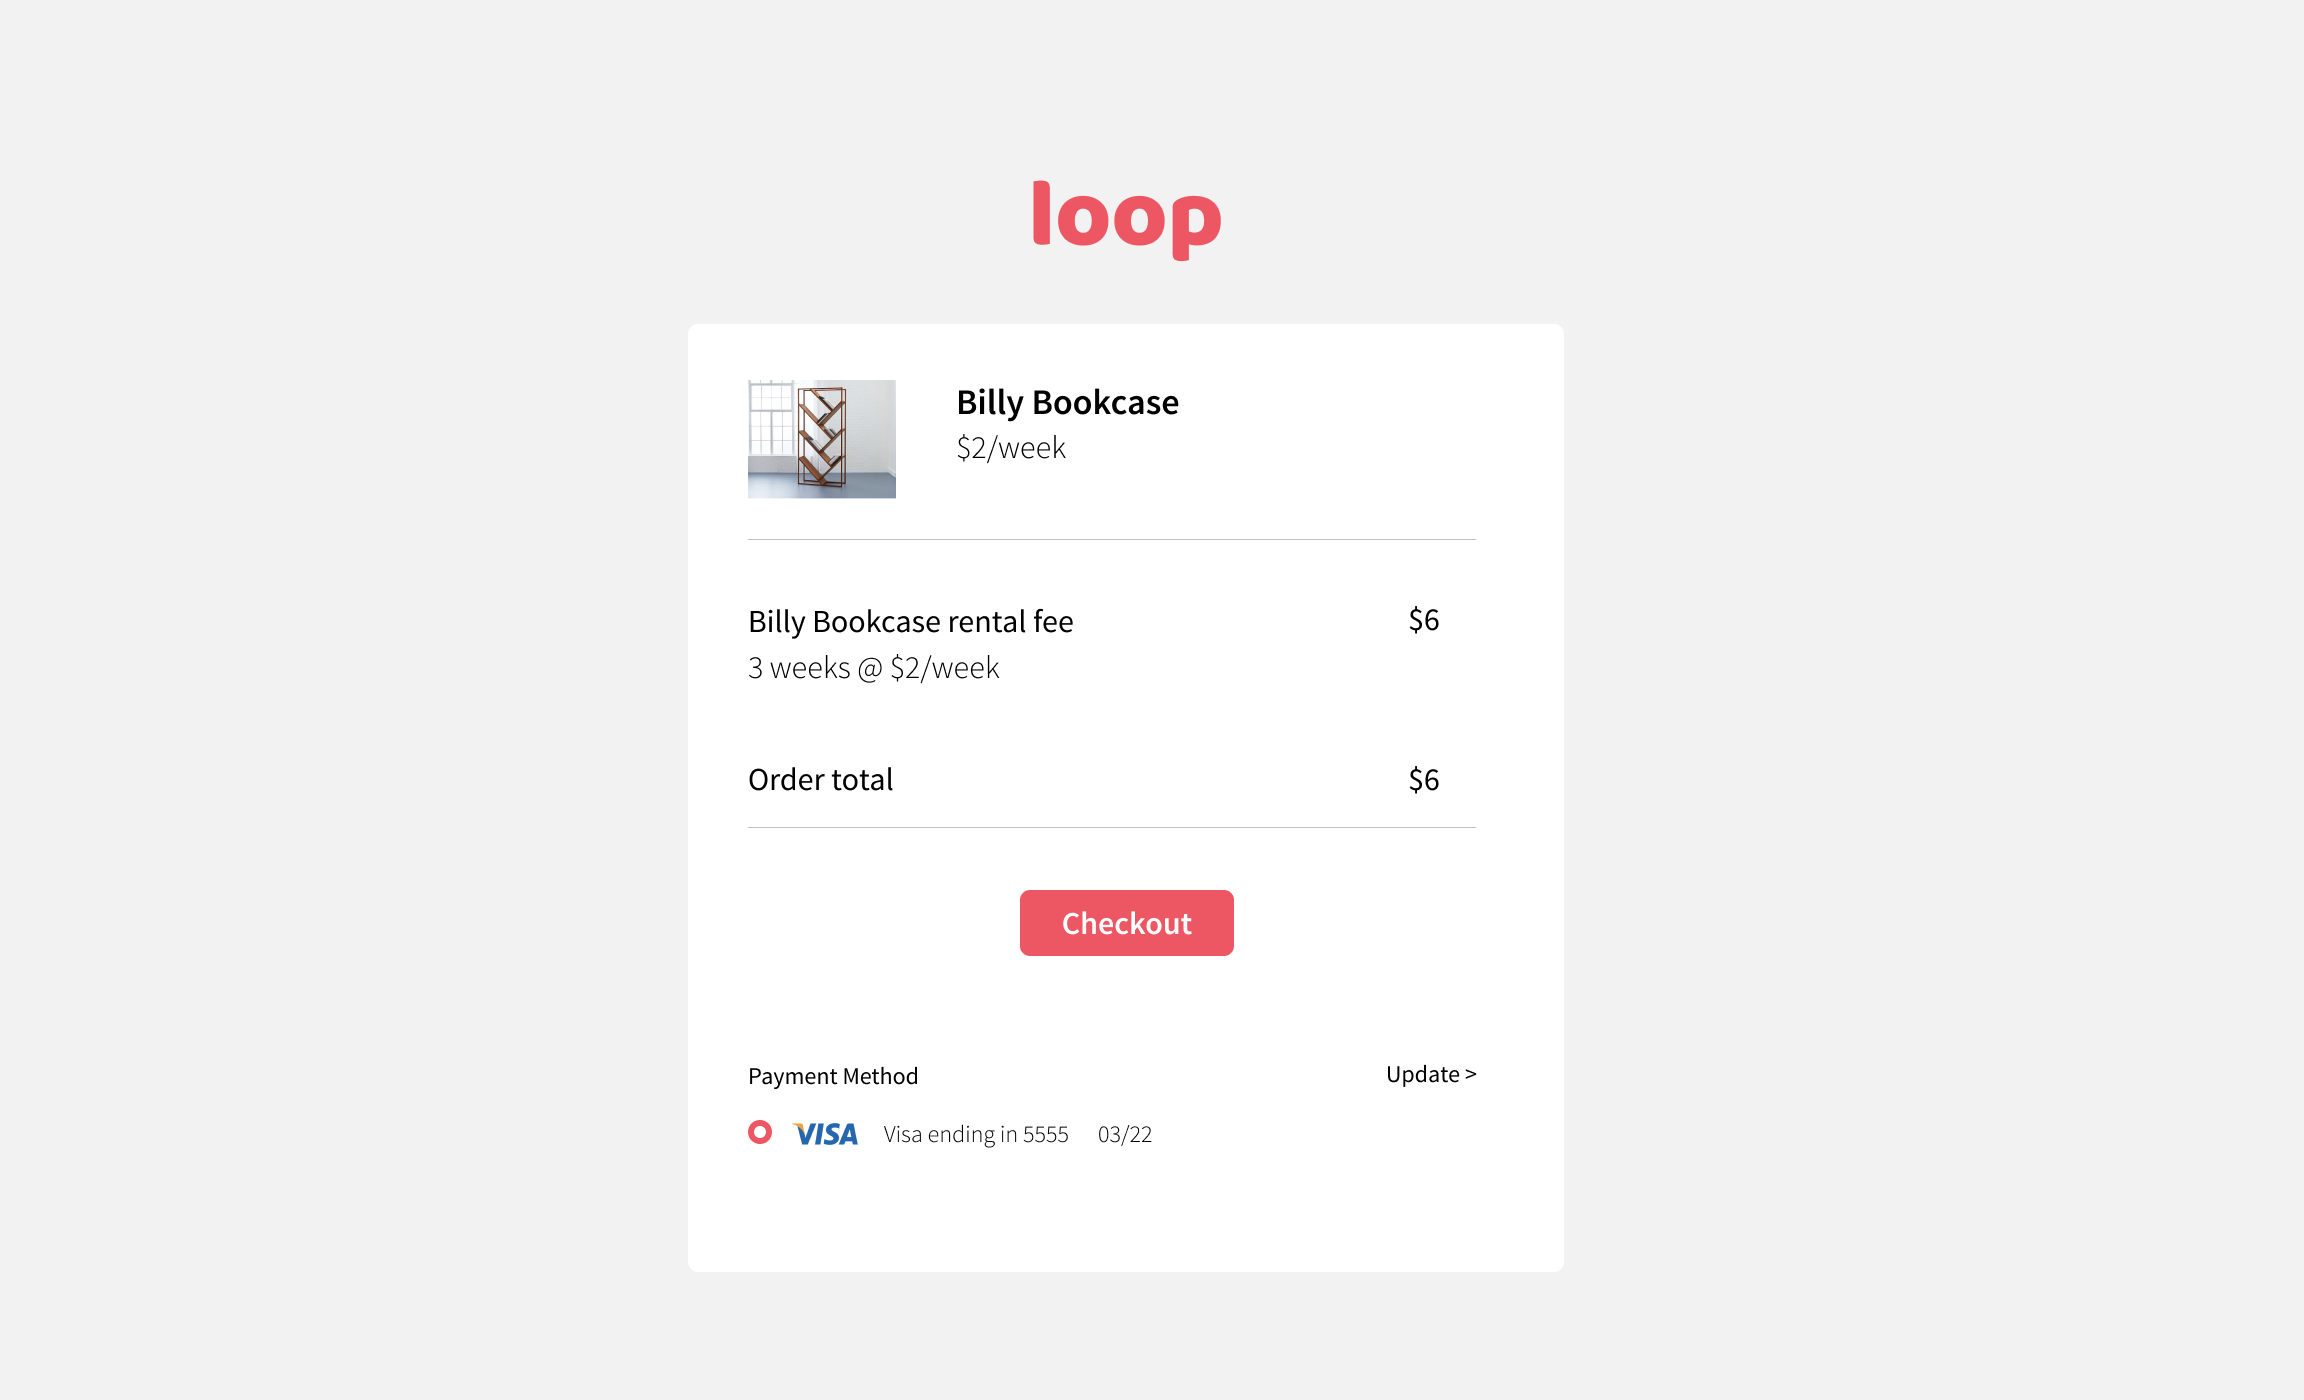 loop
Billy Bookcase
$2/week
Billy Bookcase rental fee $6
3 weeks @ $2/week
Order total $6
Checkout
Payment Method Update >
VISA Visa ending in 5555 03/22